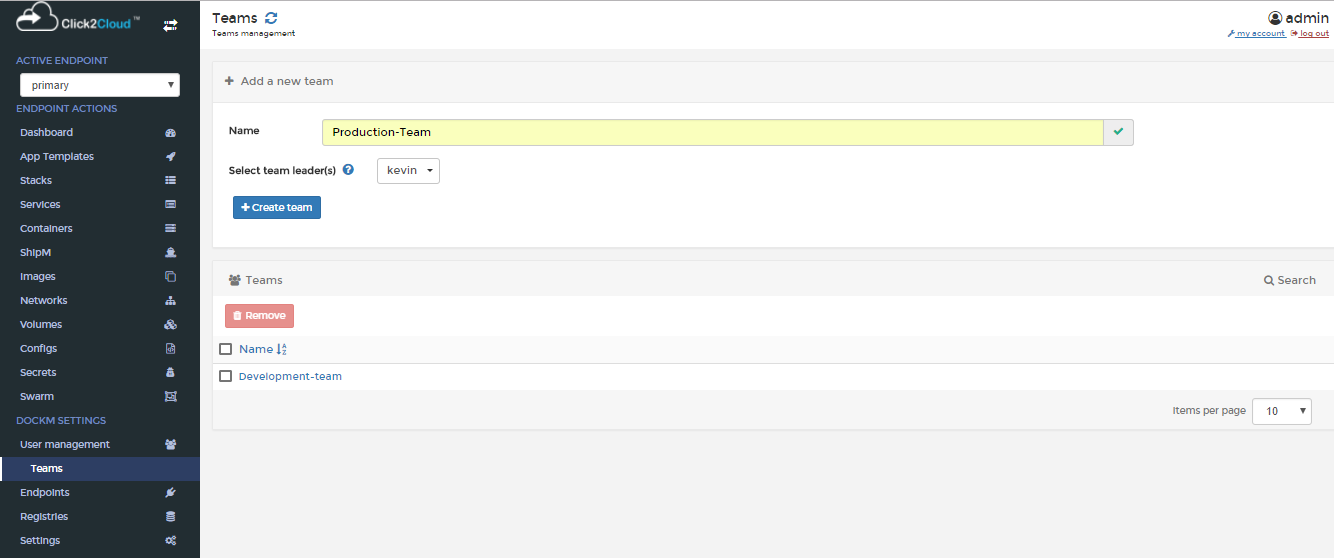 Click2Cloud™
ACTIVE ENDPOINT
primary
ENDPOINT ACTIONS
Dashboard
App Templates
Stacks
Services
Containers
ShipM
Images
Networks
Volumes
Configs
Secrets
Swarm
DOCKM SETTINGS
User management
Teams
Endpoints
Registries
Settings
Teams
Teams management
admin
my account log out
Add a new team
Name Production-Team
Select team leader(s) kevin
Create team
Teams Search
Remove
Name
Development-team
Items per page 10